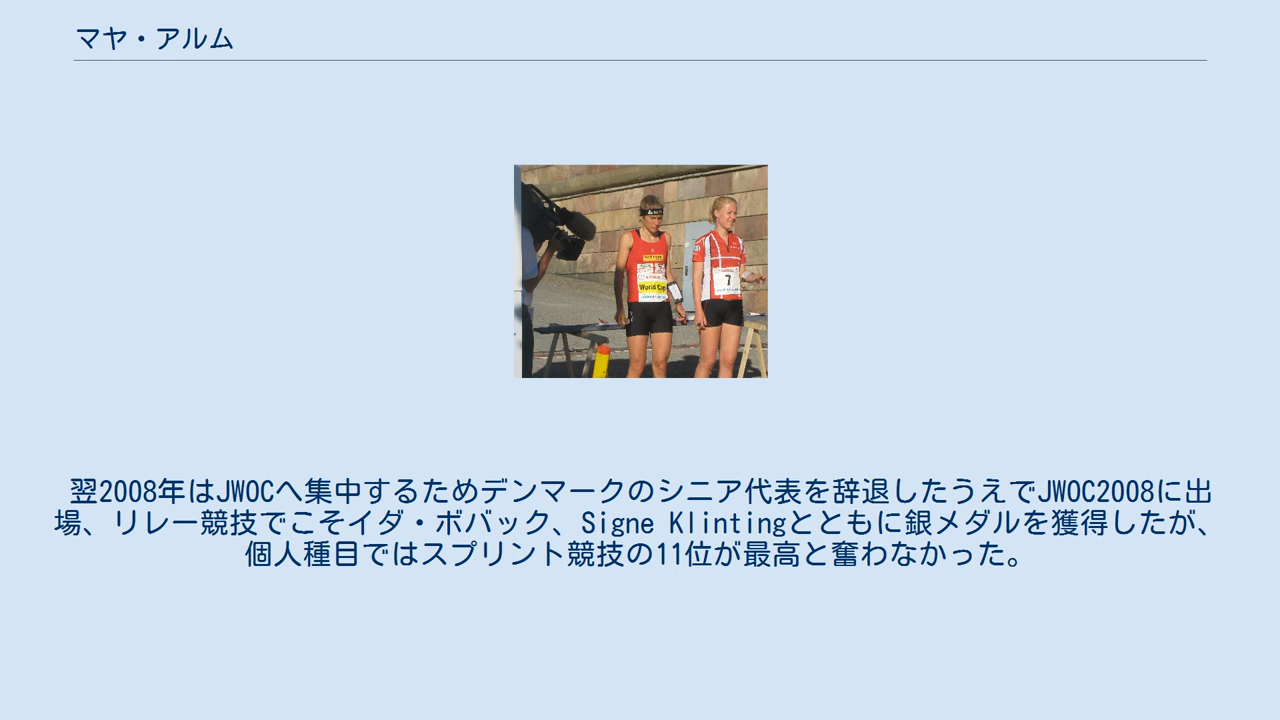 マヤ・アルム
World Cup
7
翌2008年はJWOCへ集中するためデンマークのシニア代表を辞退したうえでJWOC2008に出
場、リレー競技でこそイダ・ボバック、Signe Klintingとともに銀メダルを獲得したが、
個人種目ではスプリント競技の11位が最高と奮わなかった。